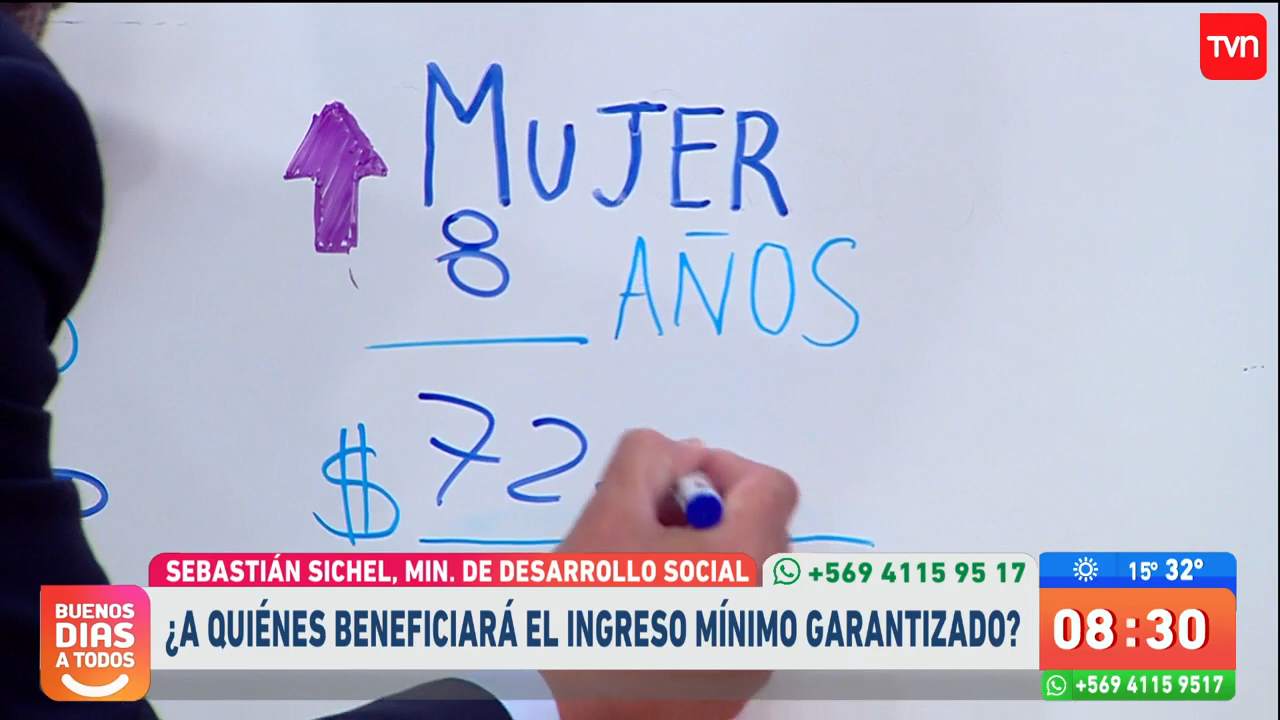 TVN
MUJER
8 AÑOS
$ 72.
SEBASTIÁN SICHEL, MIN. DE DESARROLLO SOCIAL
+569 4115 95 17
15° 32°
BUENOS
DIAS
A TODOS
¿A QUIÉNES BENEFICIARÁ EL INGRESO MÍNIMO GARANTIZADO?
08:30
+569 4115 9517